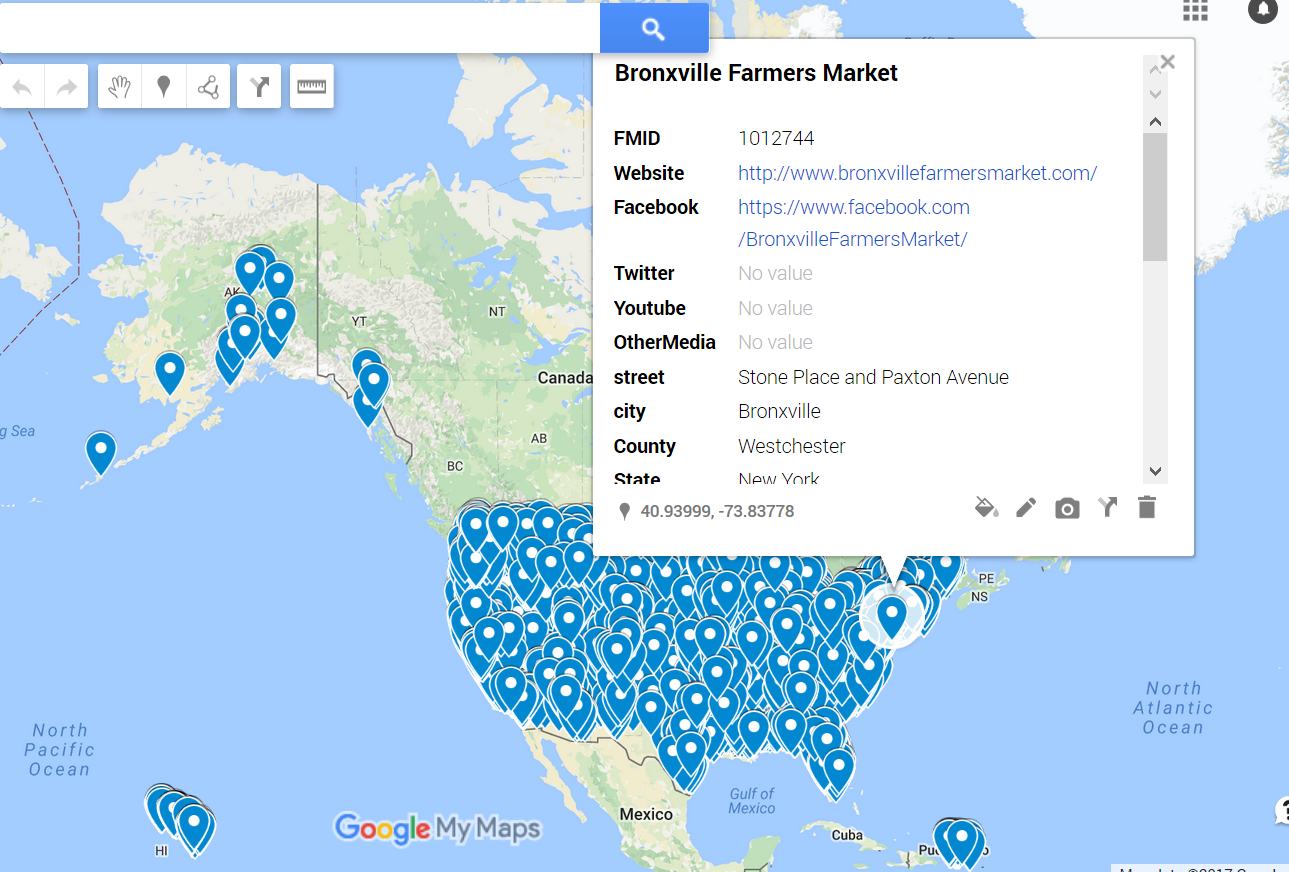 Bronxville Farmers Market
FMID 1012744
Website http://www.bronxvillefarmersmarket.com/
Facebook https://www.facebook.com
/BronxvilleFarmersMarket/
Twitter No value
Youtube No value
OtherMedia No value
street Stone Place and Paxton Avenue
city Bronxville
County Westchester
State New York
40.93999, -73.83778
AK
YT
NT
Canada
AB
BC
g Sea
PE
NS
North
Pacific
Ocean
North
Atlantic
Ocean
Gulf of
Mexico
Mexico
Google My Maps
HI
Cuba
Pu
o
?